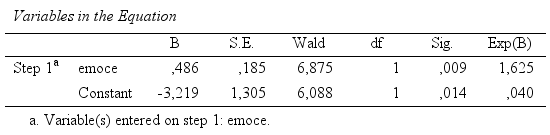 Variables in the Equation
B S.E. Wald df Sig. Exp(B)
Step 1a emoce ,486 ,185 6,875 1 ,009 1,625
Constant -3,219 1,305 6,088 1 ,014 ,040
a. Variable(s) entered on step 1: emoce.